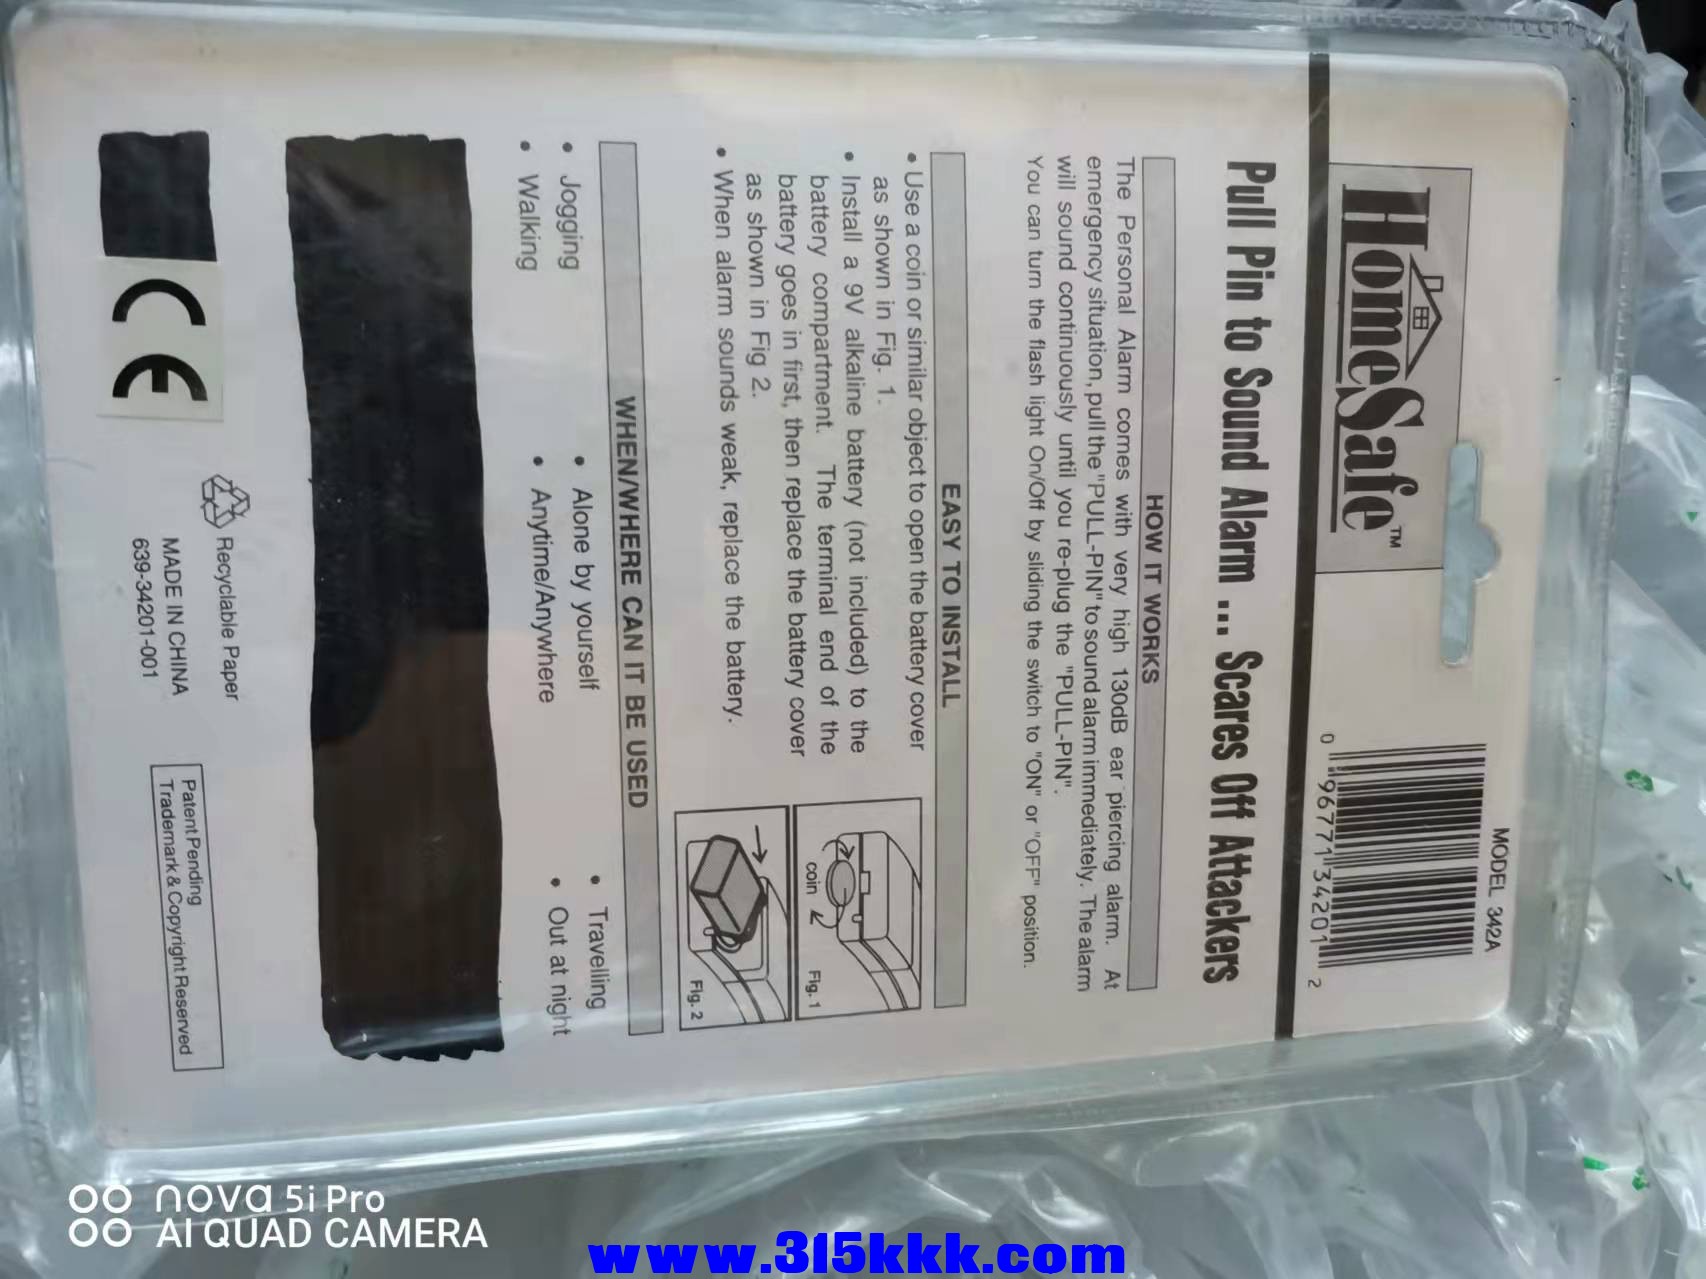 HomeSafe™
MODEL 342A
0 96771 34201 2
Pull Pin to Sound Alarm ... Scares Off Attackers
HOW IT WORKS
The Personal Alarm comes with very high 130dB ear piercing alarm. At
emergency situation, pull the "PULL-PIN" to sound alarm immediately. The alarm
will sound continuously until you re-plug the "PULL-PIN".
You can turn the flash light On/Off by sliding the switch to "ON" or "OFF" position.
EASY TO INSTALL
• Use a coin or similar object to open the battery cover
as shown in Fig. 1.
• Install a 9V alkaline battery (not included) to the
battery compartment. The terminal end of the
battery goes in first, then replace the battery cover
as shown in Fig 2.
• When alarm sounds weak, replace the battery.
coin
Fig. 1
Fig. 2
WHEN/WHERE CAN IT BE USED
• Jogging
• Alone by yourself
• Travelling
• Walking
• Anytime/Anywhere
• Out at night
CE
Recyclable Paper
MADE IN CHINA
639-34201-001
Patent Pending
Trademark & Copyright Reserved
nova 5i Pro
AI QUAD CAMERA
www.315kkk.com